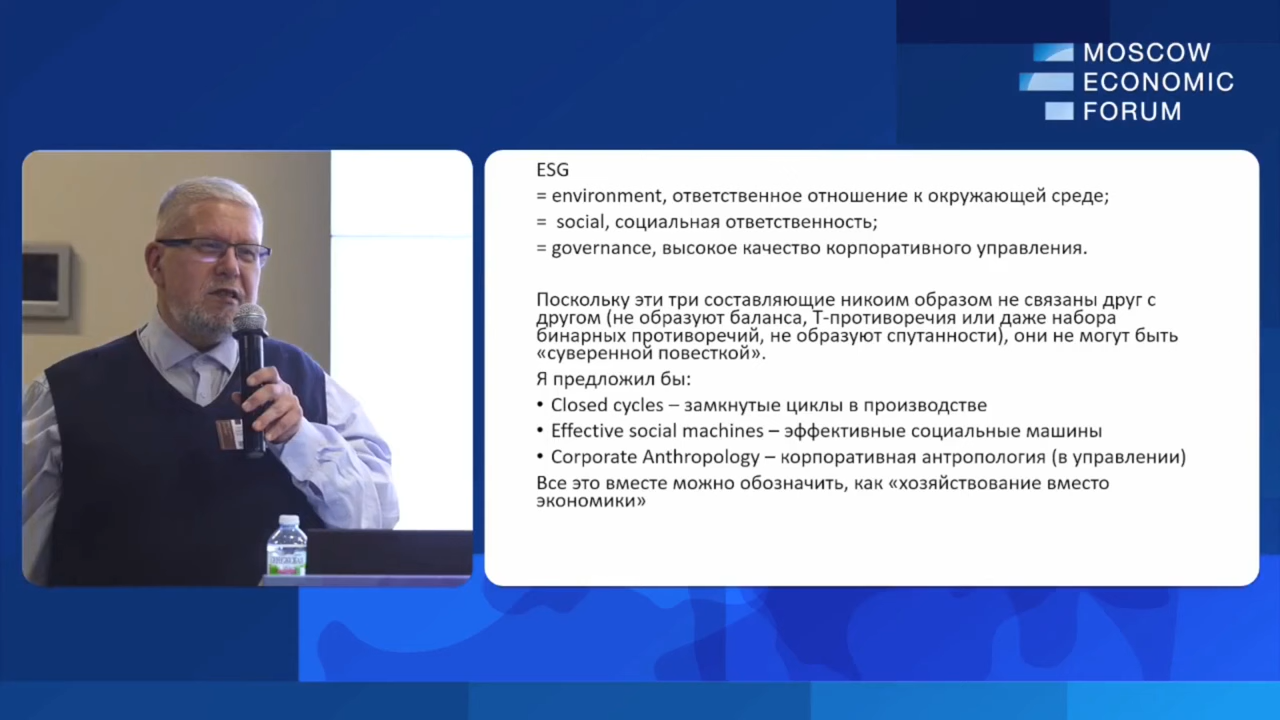 MOSCOW
ECONOMIC
FORUM
ESG
= environment, ответственное отношение к окружающей среде;
= social, социальная ответственность;
= governance, высокое качество корпоративного управления.
Поскольку эти три составляющие никоим образом не связаны друг с
другом (не образуют баланса, Т-противоречия или даже набора
бинарных противоречий, не образуют спутанности), они не могут быть
«суверенной повесткой».
Я предложил бы:
• Closed cycles – замкнутые циклы в производстве
• Effective social machines – эффективные социальные машины
• Corporate Anthropology – корпоративная антропология (в управлении)
Все это вместе можно обозначить, как «хозяйствование вместо
экономики»